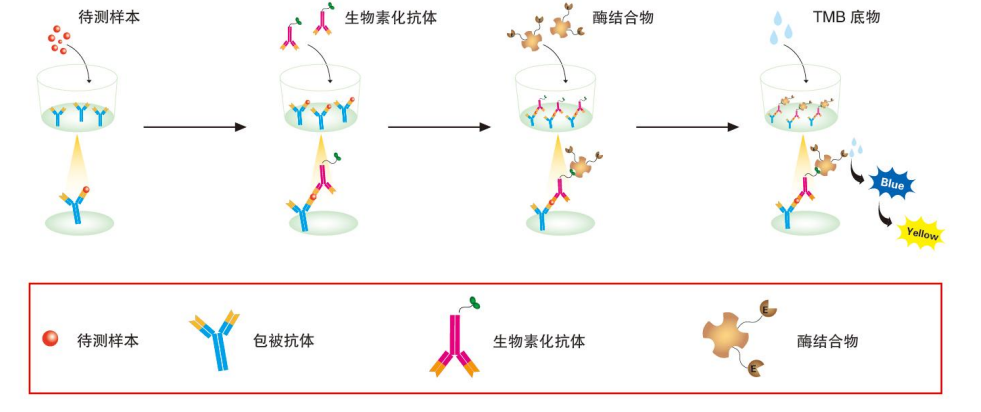 待测样本
生物素化抗体
酶结合物
TMB 底物
Blue
Yellow
待测样本
包被抗体
生物素化抗体
E
E
酶结合物